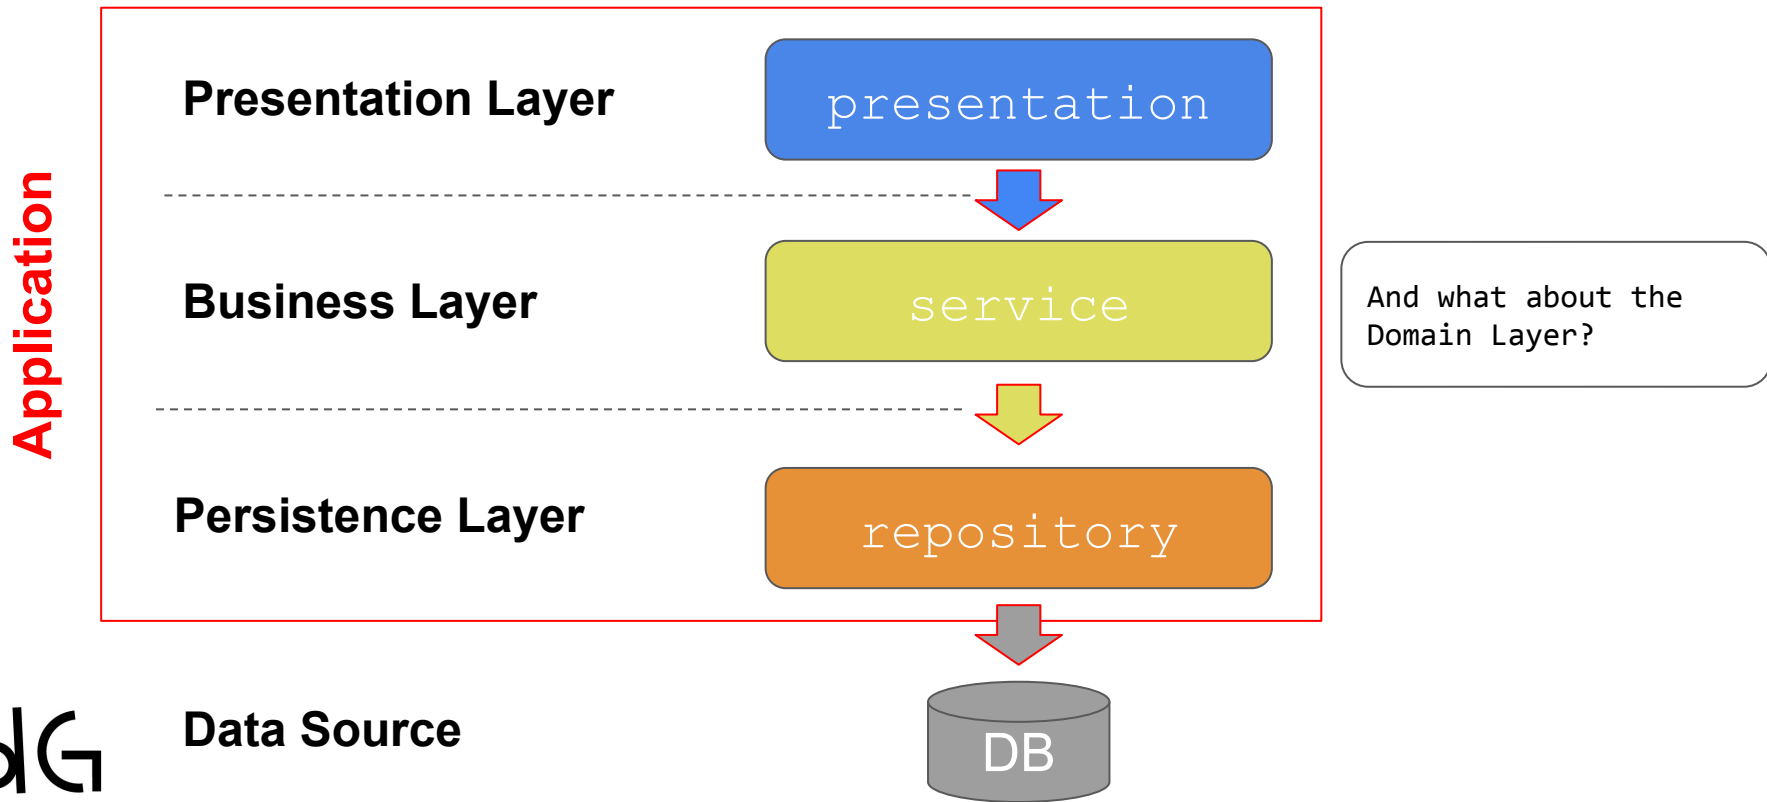 Application
Presentation Layer
presentation
Business Layer
service
And what about the
Domain Layer?
Persistence Layer
repository
Data Source
DB